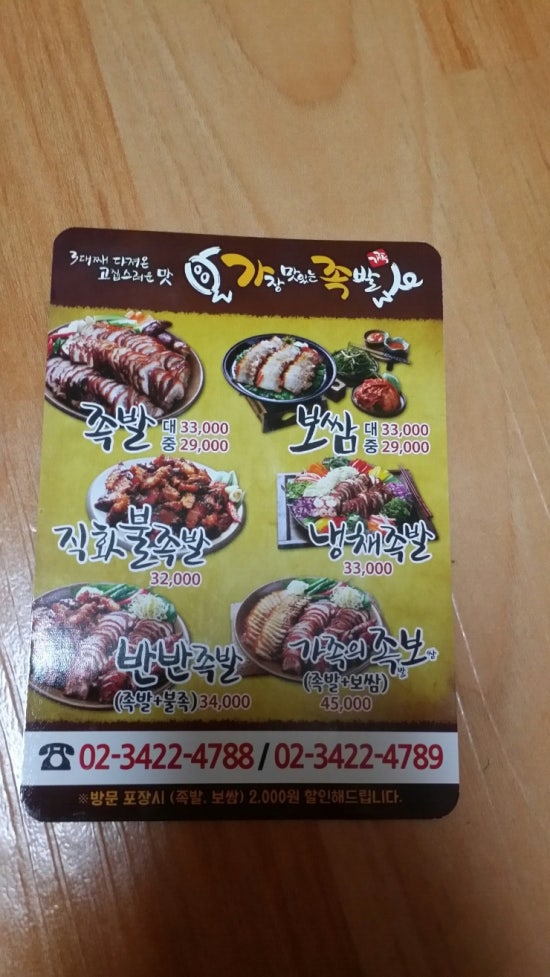 3대째 다져온
고급스러운 맛
가장 맛있는 족발
족발 대 33,000
중 29,000
보쌈 대 33,000
중 29,000
직화불족발
32,000
냉채족발
33,000
반반족발
(족발+불족) 34,000
가족의 족발보쌈
(족발+보쌈)
45,000
☎ 02-3422-4788 / 02-3422-4789
※방문 포장시 (족발, 보쌈) 2,000원 할인해드립니다.